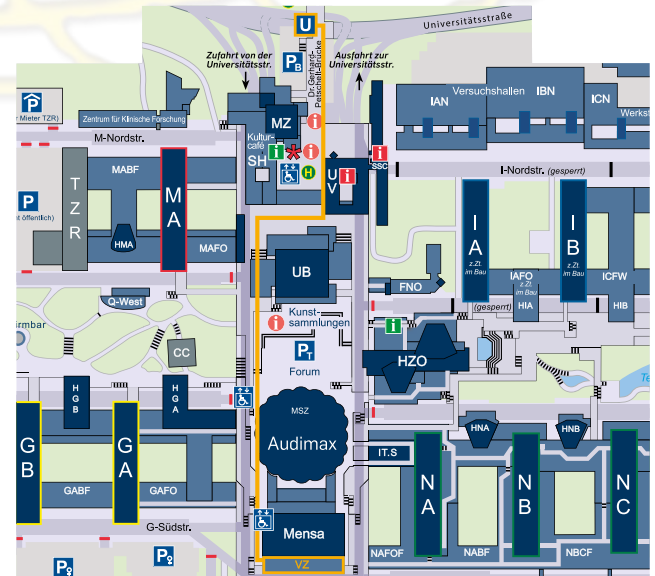 U
Universitätsstraße
Zufahrt von der
Universitätsstr.
PB
Dr.Gerhard-
Petschelt-Brücke
Ausfahrt zur
Universitätsstr.
P
r Mieter TZR)
Zentrum für Klinische Forschung
MZ
i
Kultur-
café
SH
i
i
H
UV
i
i
SSC
IAN
Versuchshallen
IBN
ICN
Werkst
M-Nordstr.
I-Nordstr. (gesperrt)
TZR
MABF
MA
P
t öffentlich)
HMA
MAFO
IA
z.Zt.
im Bau
IB
z.Zt.
im Bau
IAFO
z.Zt.
im Bau
ICFW
HIA
HIB
UB
FNO
(gesperrt)
Q-West
i
Kunst-
sammlungen
i
irmbar
CC
PT
Forum
HZO
Te
HGB
HGA
MSZ
Audimax
HNA
HNB
GB
GA
IT.S
NA
NB
NC
GABF
GAFO
G-Südstr.
Mensa
NAFOF
NABF
NBCF
VZ
P
P